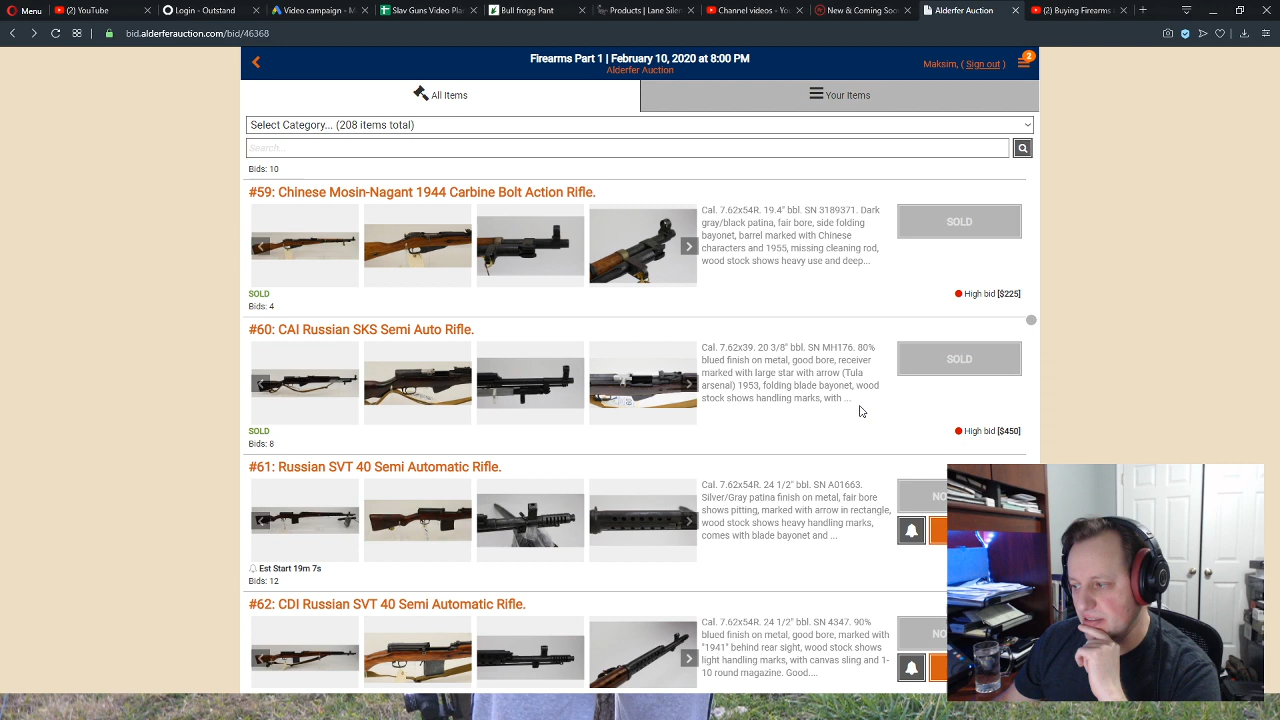 Menu
(2) YouTube
Login - Outstand
Video campaign - M
Slav Guns Video Plan
Bull frogg Pant
Products | Lane Silen
Channel videos - You
New & Coming Soo
Alderfer Auction
(2) Buying Firearms
bid.alderferauction.com/bid/46368
Firearms Part 1 | February 10, 2020 at 8:00 PM
Alderfer Auction
Maksim, ( Sign out )
2
All Items
Your Items
Select Category... (208 items total)
Search...
Bids: 10
#59: Chinese Mosin-Nagant 1944 Carbine Bolt Action Rifle.
Cal. 7.62x54R. 19.4" bbl. SN 3189371. Dark
gray/black patina, fair bore, side folding
bayonet, barrel marked with Chinese
characters and 1955, missing cleaning rod,
wood stock shows heavy use and deep...
SOLD
SOLD
High bid [$225]
Bids: 4
#60: CAI Russian SKS Semi Auto Rifle.
Cal. 7.62x39. 20 3/8" bbl. SN MH176. 80%
blued finish on metal, good bore, receiver
marked with large star with arrow (Tula
arsenal) 1953, folding blade bayonet, wood
stock shows handling marks, with ...
SOLD
SOLD
High bid [$450]
Bids: 8
#61: Russian SVT 40 Semi Automatic Rifle.
Cal. 7.62x54R. 24 1/2" bbl. SN A01663.
Silver/Gray patina finish on metal, fair bore
shows pitting, marked with arrow in rectangle,
wood stock shows heavy handling marks,
comes with blade bayonet and ...
NO
Est Start 19m 7s
Bids: 12
#62: CDI Russian SVT 40 Semi Automatic Rifle.
Cal. 7.62x54R. 24 1/2" bbl. SN 4347. 90%
blued finish on metal, good bore, marked with
"1941" behind rear sight, wood stock shows
light handling marks, with canvas sling and 1-
10 round magazine. Good....
NO